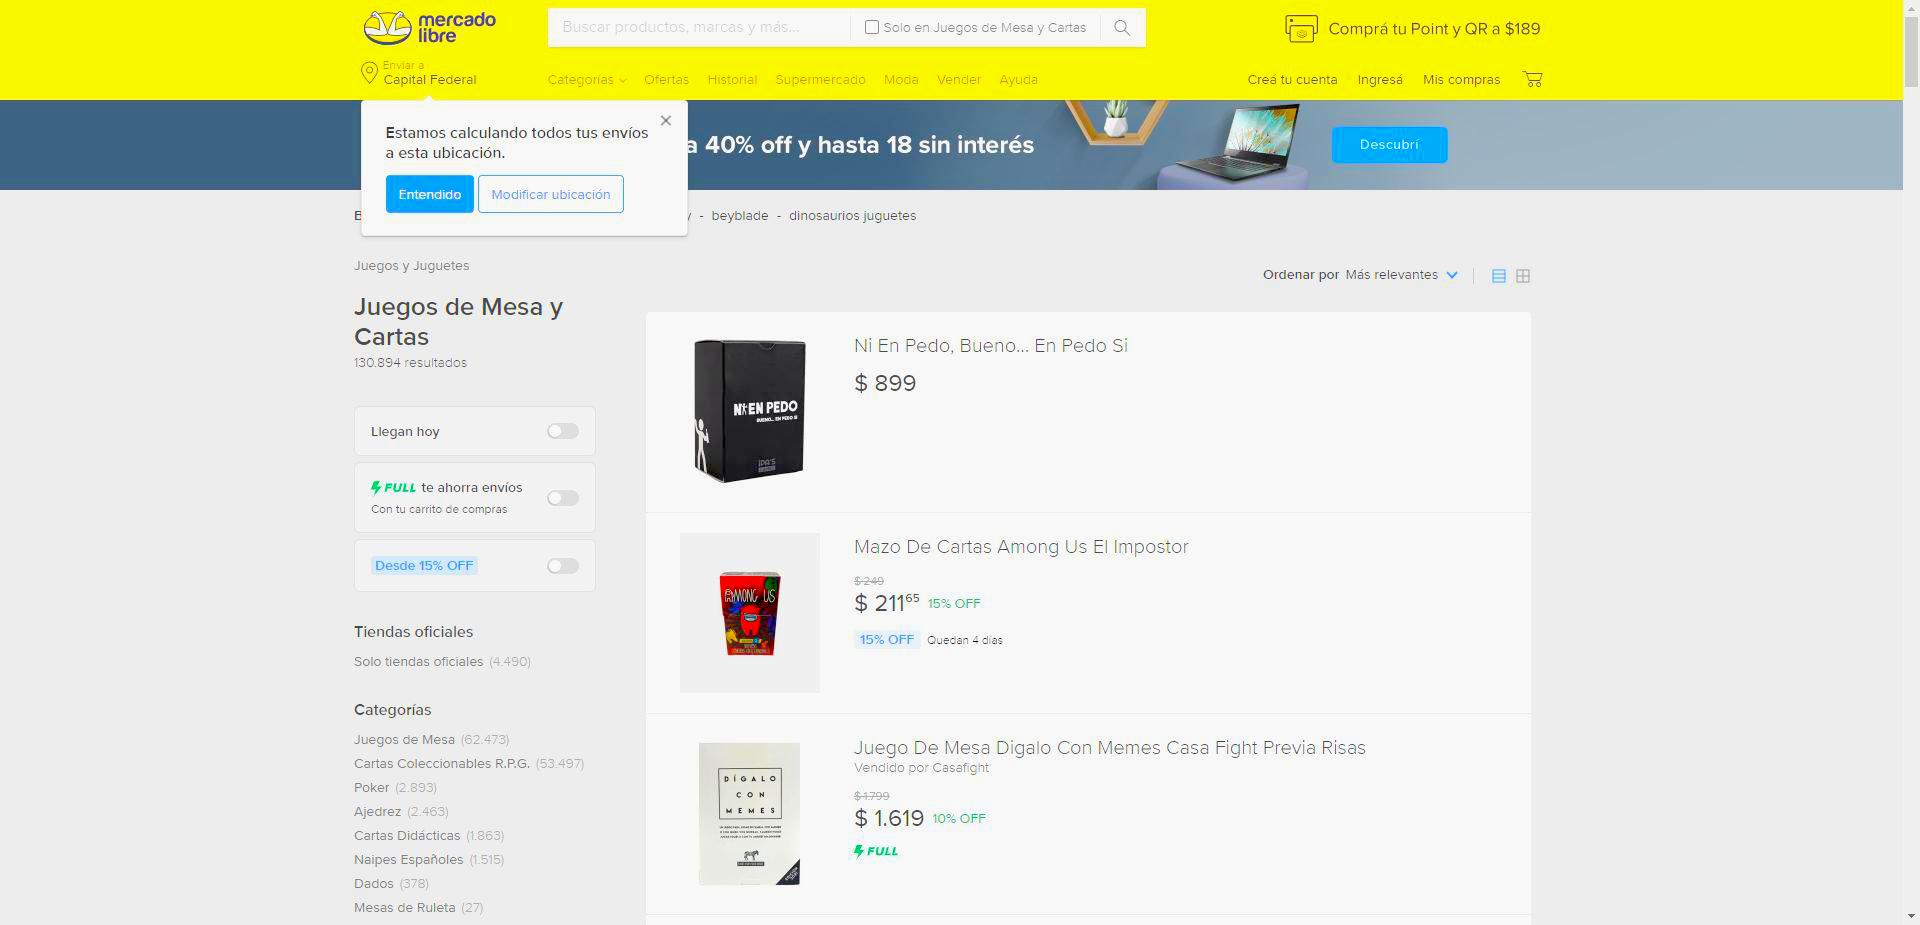 mercado
libre
Buscar productos, marcas y más...
Solo en Juegos de Mesa y Cartas
Comprá tu Point y QR a $189
Enviar a
Capital Federal
Categorías
Ofertas
Historial
Supermercado
Moda
Vender
Ayuda
Creá tu cuenta
Ingresá
Mis compras
Estamos calculando todos tus envíos
a esta ubicación.
Entendido
Modificar ubicación
a 40% off y hasta 18 sin interés
Descubrí
- beyblade - dinosaurios juguetes
Juegos y Juguetes
Juegos de Mesa y
Cartas
130.894 resultados
Ordenar por Más relevantes
Llegan hoy
FULL te ahorra envíos
Con tu carrito de compras
Desde 15% OFF
Tiendas oficiales
Solo tiendas oficiales (4.490)
Categorías
Juegos de Mesa (62.473)
Cartas Coleccionables R.P.G. (53.497)
Poker (2.893)
Ajedrez (2.463)
Cartas Didácticas (1.863)
Naipes Españoles (1.515)
Dados (378)
Mesas de Ruleta (27)
NI EN PEDO
BUENO... EN PEDO SI
Ni En Pedo, Bueno... En Pedo Si
$ 899
AMONG US
Mazo De Cartas Among Us El Impostor
$ 249
$ 211 65 15% OFF
15% OFF Quedan 4 días
DÍGALO
CON
MEMES
Juego De Mesa Digalo Con Memes Casa Fight Previa Risas
Vendido por Casafight
$ 1.799
$ 1.619 10% OFF
FULL